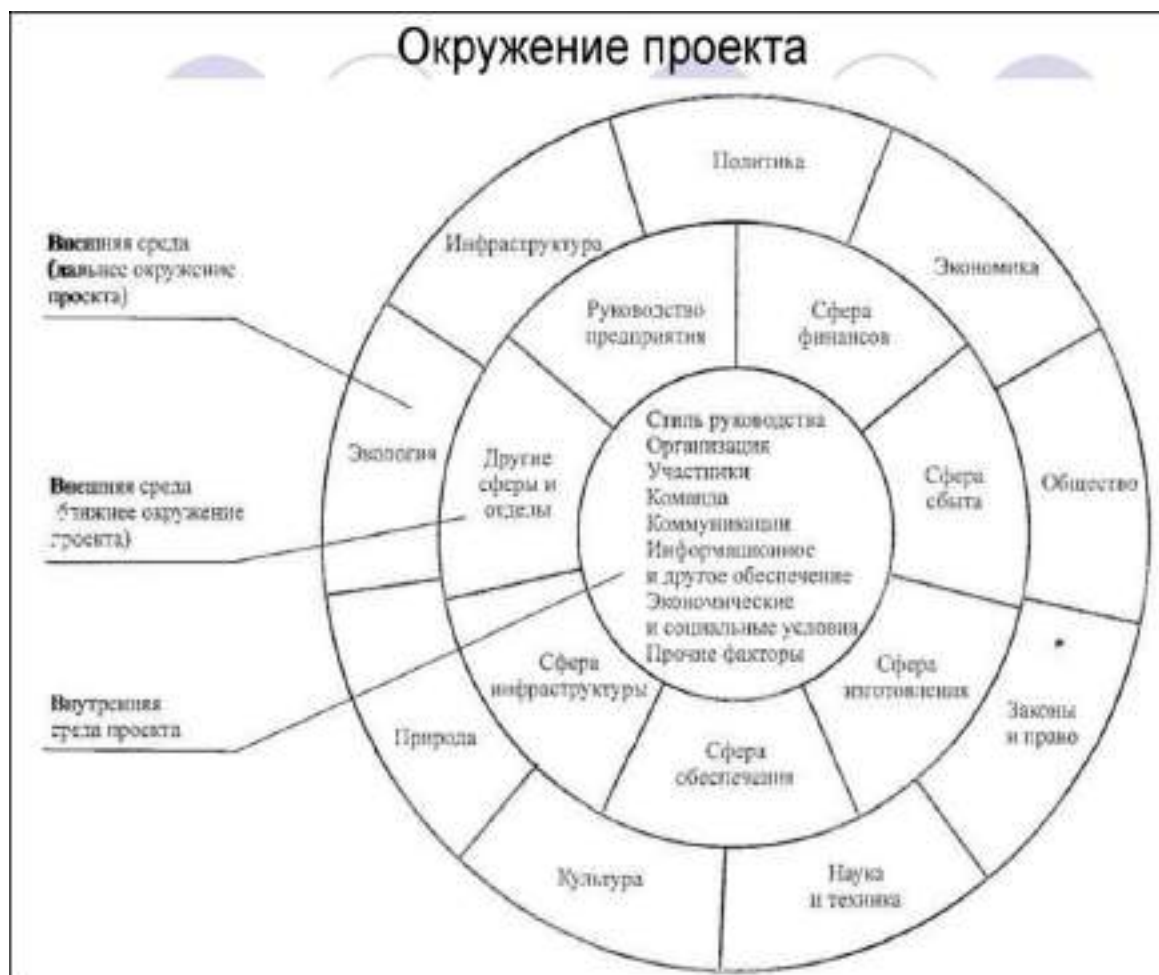 Окружение проекта
Политика
Инфраструктура
Экономика
Внешняя среда
(дальнее окружение
проекта)
Руководство
предприятия
Сфера
финансов
Стиль руководства
Организация
Участники
Команда
Коммуникации
Информационное
и другое обеспечение
Экономические
и социальные условия
Прочие факторы
Экология
Другие
сферы и
отделы
Сфера
сбыта
Общество
Внешняя среда
(ближнее окружение
проекта)
Сфера
инфраструктуры
Сфера
изготовления
Внутренняя
среда проекта
Природа
Сфера
обеспечения
Законы
и право
Культура
Наука
и техника